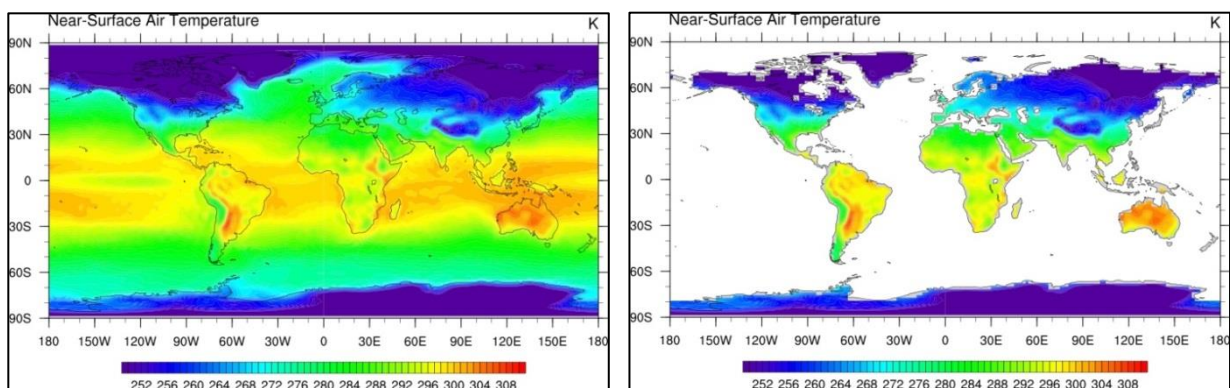 Near-Surface Air Temperature K
90N
60N
30N
0
30S
60S
90S
180 150W 120W 90W 60W 30W 0 30E 60E 90E 120E 150E 180
252 256 260 264 268 272 276 280 284 288 292 296 300 304 308
Near-Surface Air Temperature K
90N
60N
30N
0
30S
60S
90S
180 150W 120W 90W 60W 30W 0 30E 60E 90E 120E 150E 180
252 256 260 264 268 272 276 280 284 288 292 296 300 304 308